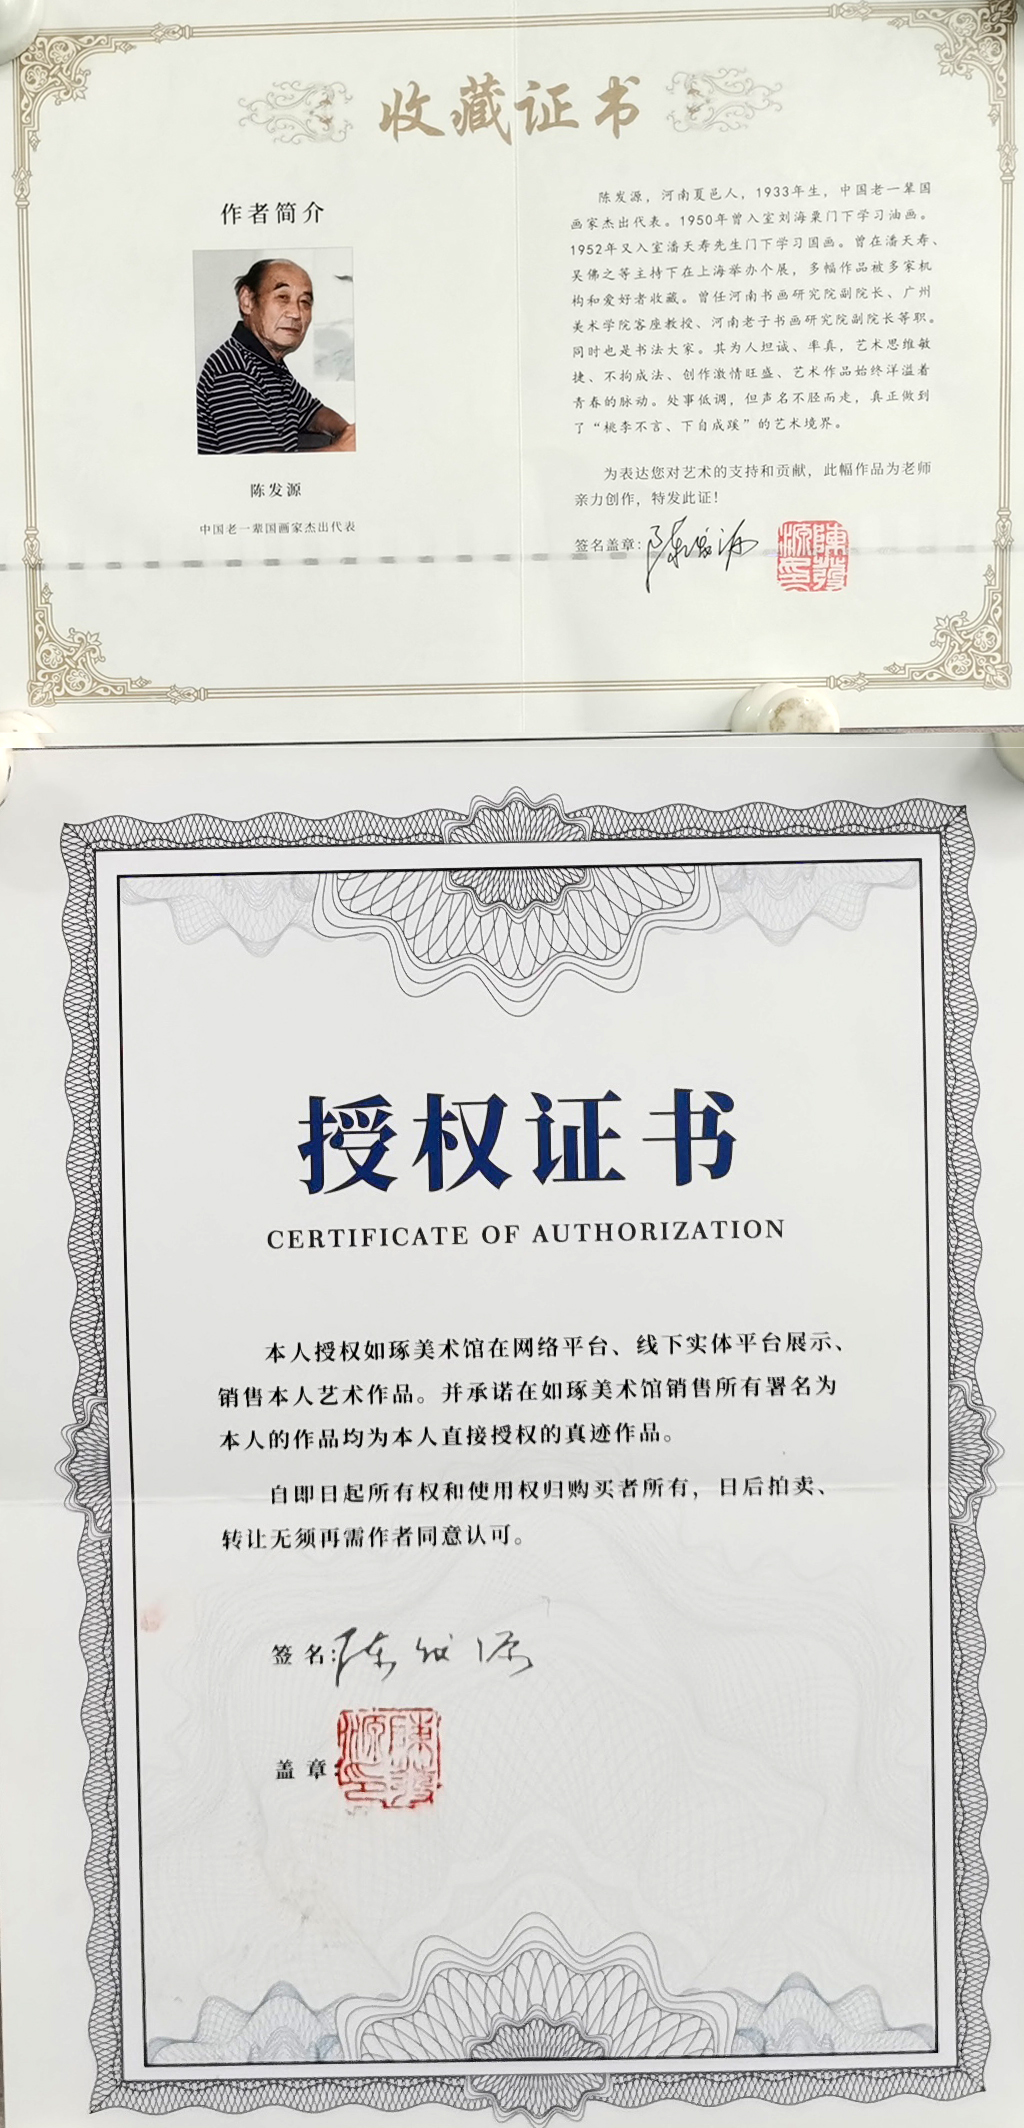 收藏证书
作者简介
陈发源
中国老一辈国画家杰出代表
陈发源，河南夏邑人，1933年生，中国老一辈国
画家杰出代表。1950年曾入室刘海粟门下学习油画。
1952年又入室潘天寿先生门下学习国画。曾在潘天寿、
吴佛之等主持下在上海举办个展，多幅作品被多家机
构和爱好者收藏。曾任河南书画研究院副院长、广州
美术学院客座教授、河南老子书画研究院副院长等职。
同时也是书法大家。其为人坦诚、率真，艺术思维敏
捷、不拘成法、创作激情旺盛、艺术作品始终洋溢着
青春的脉动。处事低调，但声名不胫而走，真正做到
了“桃李不言、下自成蹊”的艺术境界。
为表达您对艺术的支持和贡献，此幅作品为老师
亲力创作，特发此证！
签名盖章：陈发源
陳發源印
授权证书
CERTIFICATE OF AUTHORIZATION
本人授权如琢美术馆在网络平台、线下实体平台展示、
销售本人艺术作品。并承诺在如琢美术馆销售所有署名为
本人的作品均为本人直接授权的真迹作品。
自即日起所有权和使用权归购买者所有，日后拍卖、
转让无须再需作者同意认可。
签 名：陈发源
盖 章：陳發源印